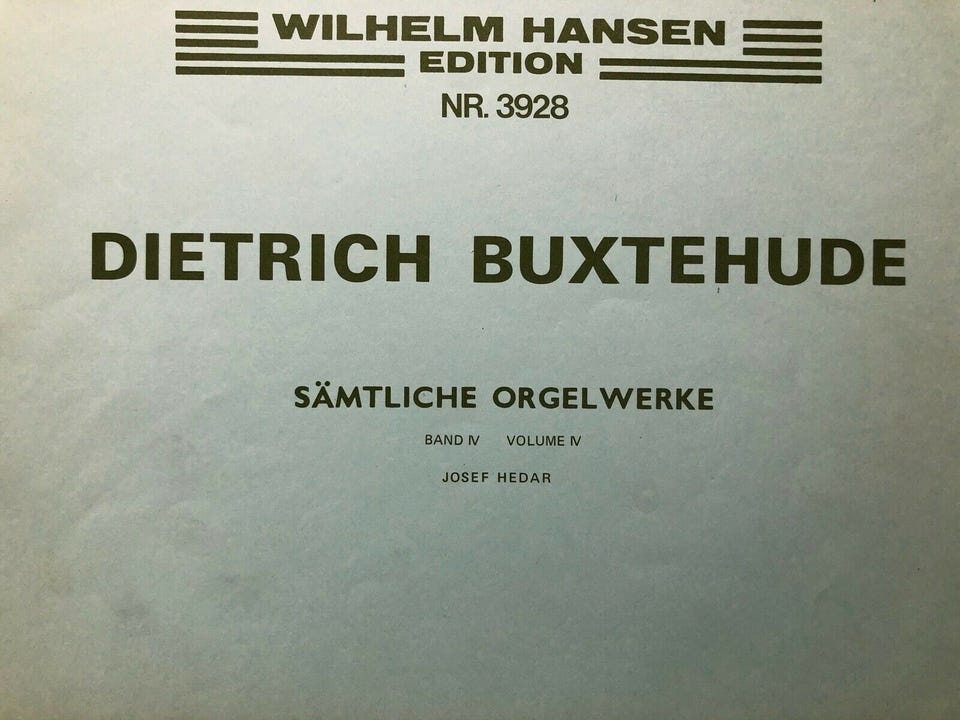 WILHELM HANSEN
EDITION
NR. 3928
DIETRICH BUXTEHUDE
SÄMTLICHE ORGELWERKE
BAND IV VOLUME IV
JOSEF HEDAR